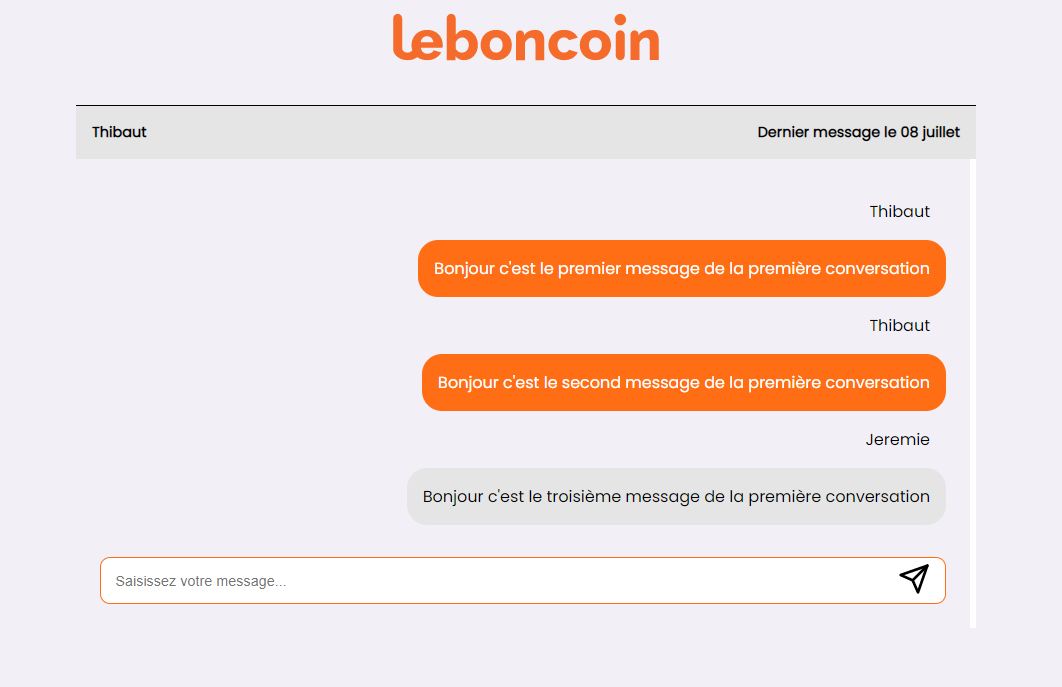 leboncoin
Thibaut
Dernier message le 08 juillet
Thibaut
Bonjour c'est le premier message de la première conversation
Thibaut
Bonjour c'est le second message de la première conversation
Jeremie
Bonjour c'est le troisième message de la première conversation
Saisissez votre message...